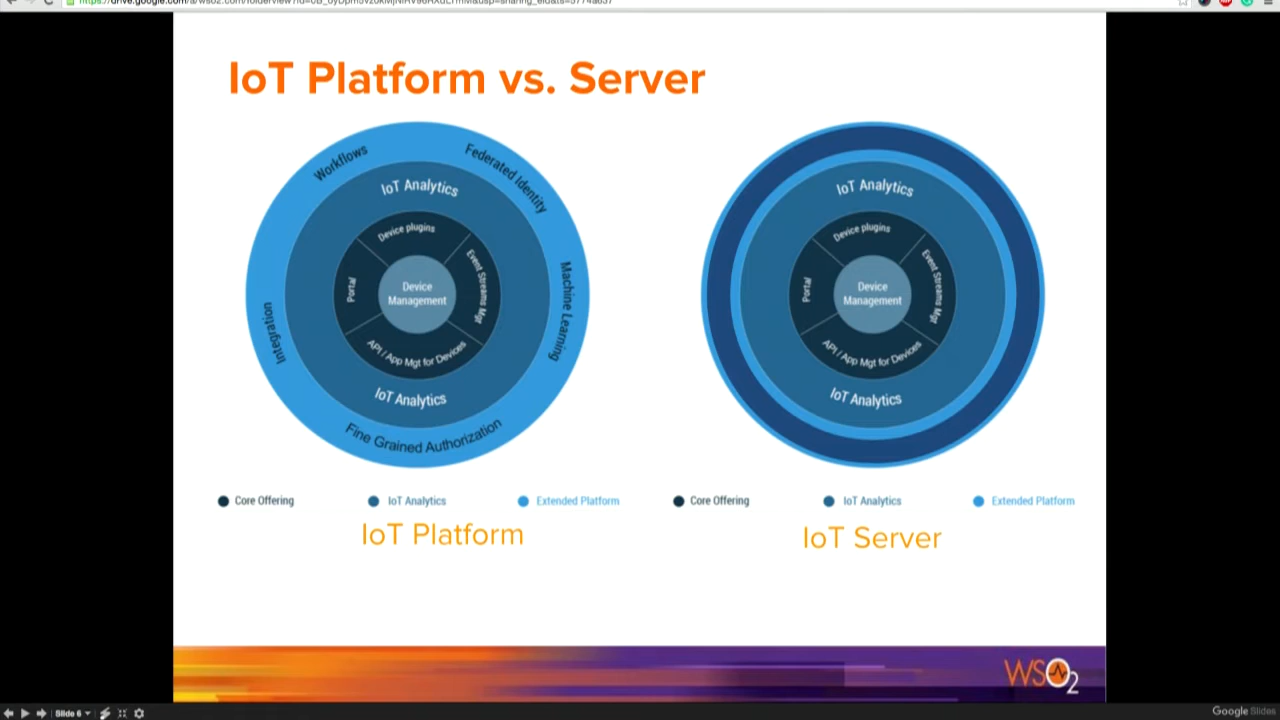 IoT Platform vs. Server
Workflows
Federated Identity
IoT Analytics
Device plugins
Event Streams Mgt
Portal
Device
Management
API / App Mgt for Devices
IoT Analytics
Integration
Machine Learning
Fine Grained Authorization
Core Offering
IoT Analytics
Extended Platform
IoT Platform
IoT Analytics
Device plugins
Event Streams Mgt
Portal
Device
Management
API / App Mgt for Devices
IoT Analytics
Core Offering
IoT Analytics
Extended Platform
IoT Server
WSO2
Slide 6
Google Slides